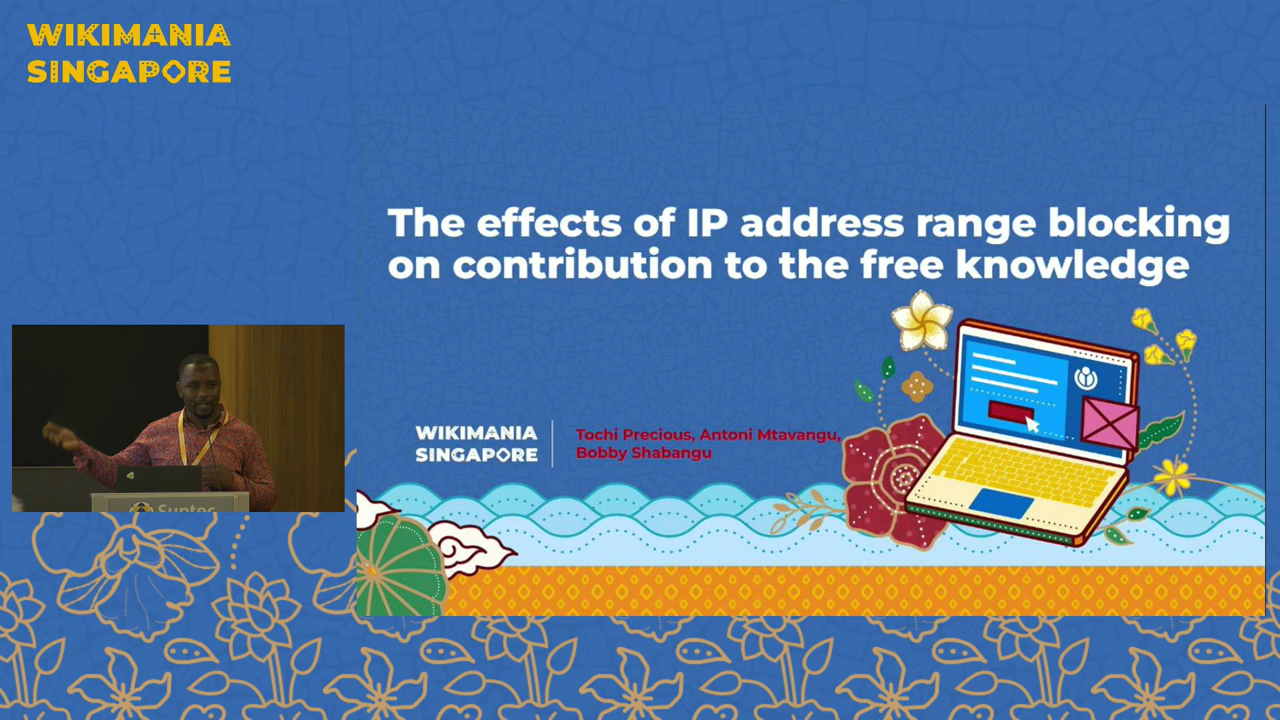 WIKIMANIA
SINGAPORE
The effects of IP address range blocking
on contribution to the free knowledge
WIKIMANIA
SINGAPORE
Tochi Precious, Antoni Mtavangu,
Bobby Shabangu
Suntec